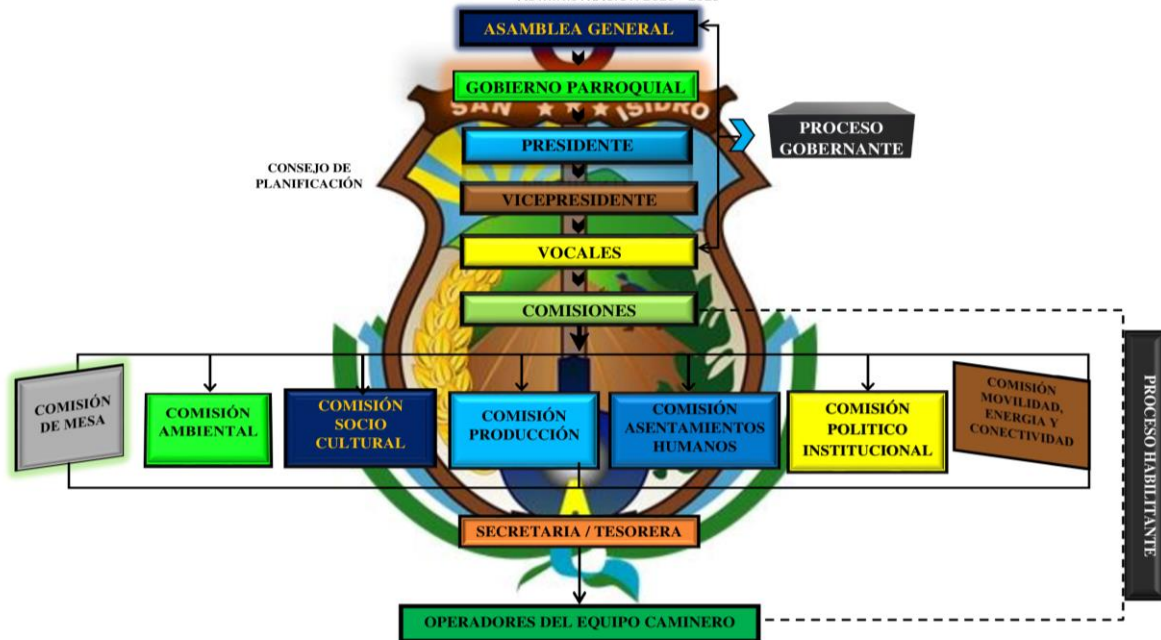 ASAMBLEA GENERAL
GOBIERNO PARROQUIAL
SAN ISIDRO
PRESIDENTE
PROCESO
GOBERNANTE
CONSEJO DE
PLANIFICACIÓN
VICEPRESIDENTE
VOCALES
COMISIONES
COMISIÓN
DE MESA
COMISIÓN
AMBIENTAL
COMISIÓN
SOCIO
CULTURAL
COMISIÓN
PRODUCCIÓN
COMISIÓN
ASENTAMIENTOS
HUMANOS
COMISIÓN
POLITICO
INSTITUCIONAL
COMISIÓN
MOVILIDAD,
ENERGIA Y
CONECTIVIDAD
PROCESO HABILITANTE
SECRETARIA / TESORERA
OPERADORES DEL EQUIPO CAMINERO